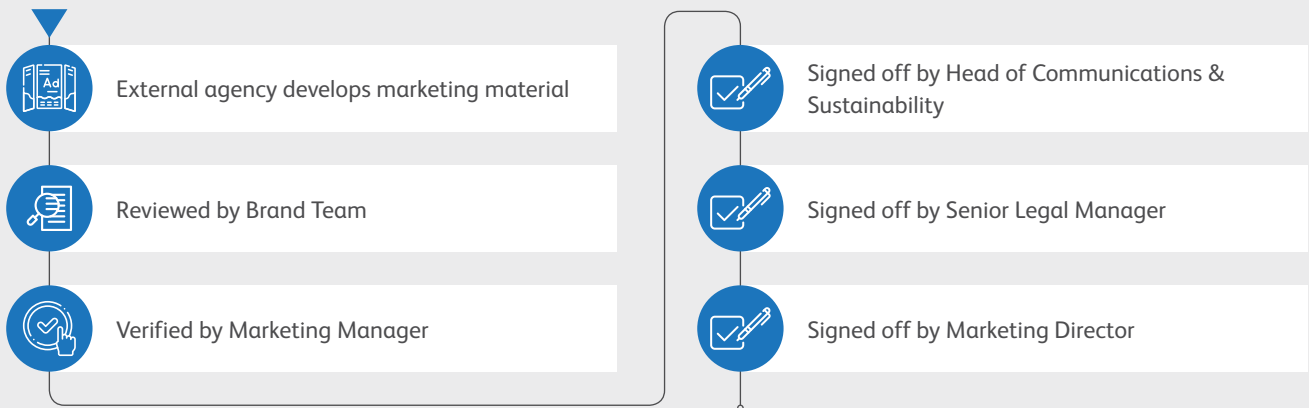 Ad
External agency develops marketing material
Reviewed by Brand Team
Verified by Marketing Manager
Signed off by Head of Communications &
Sustainability
Signed off by Senior Legal Manager
Signed off by Marketing Director